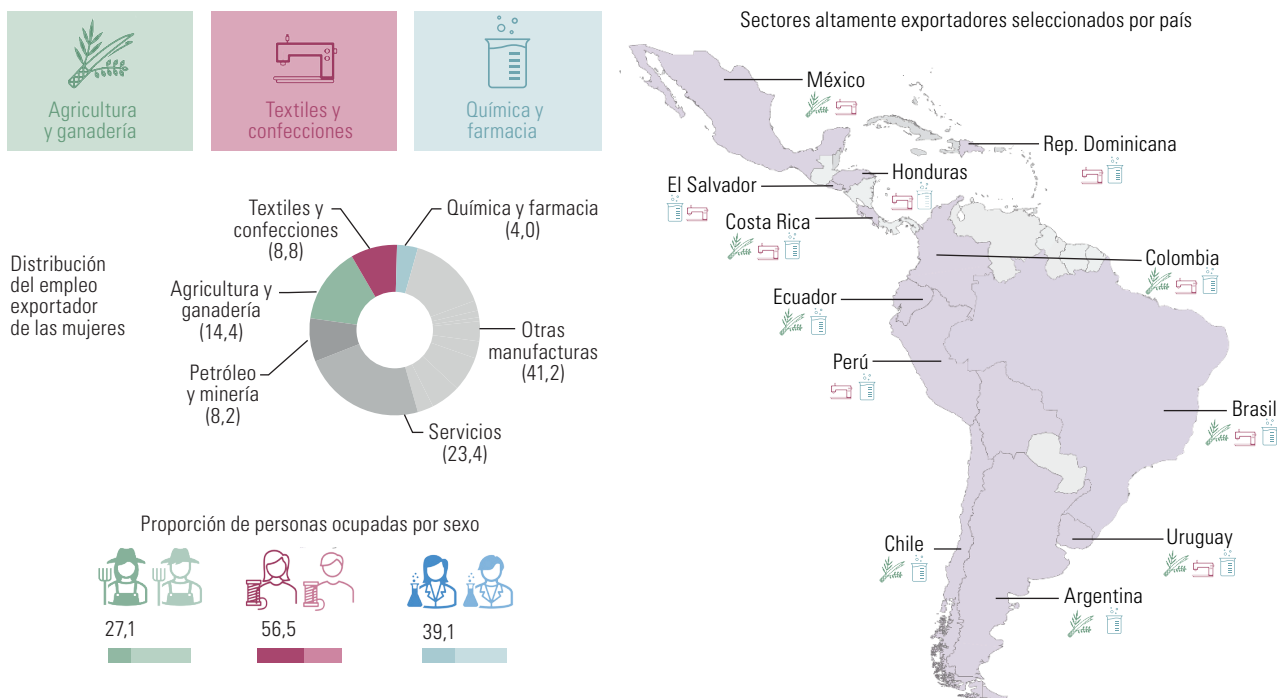 Agricultura
y ganadería
Textiles y
confecciones
Química y
farmacia
Distribución
del empleo
exportador
de las mujeres
Textiles y
confecciones
(8,8)
Química y farmacia
(4,0)
Agricultura y
ganadería
(14,4)
Otras
manufacturas
(41,2)
Petróleo
y minería
(8,2)
Servicios
(23,4)
Proporción de personas ocupadas por sexo
27,1
56,5
39,1
Sectores altamente exportadores seleccionados por país
México
Rep. Dominicana
Honduras
El Salvador
Costa Rica
Colombia
Ecuador
Perú
Brasil
Chile
Uruguay
Argentina